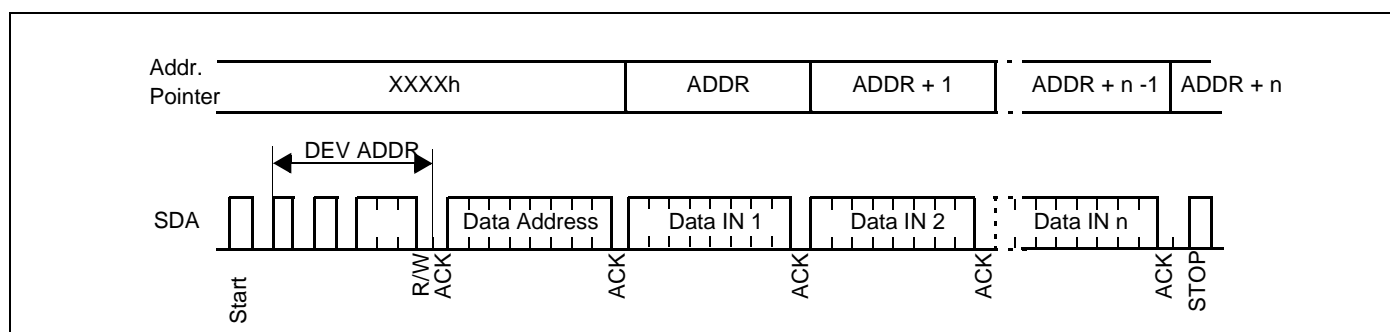 Addr.
Pointer
XXXXh
ADDR
ADDR + 1
ADDR + n -1
ADDR + n
DEV ADDR
SDA
Data Address
Data IN 1
Data IN 2
Data IN n
Start
R/W
ACK
ACK
ACK
ACK
ACK
STOP